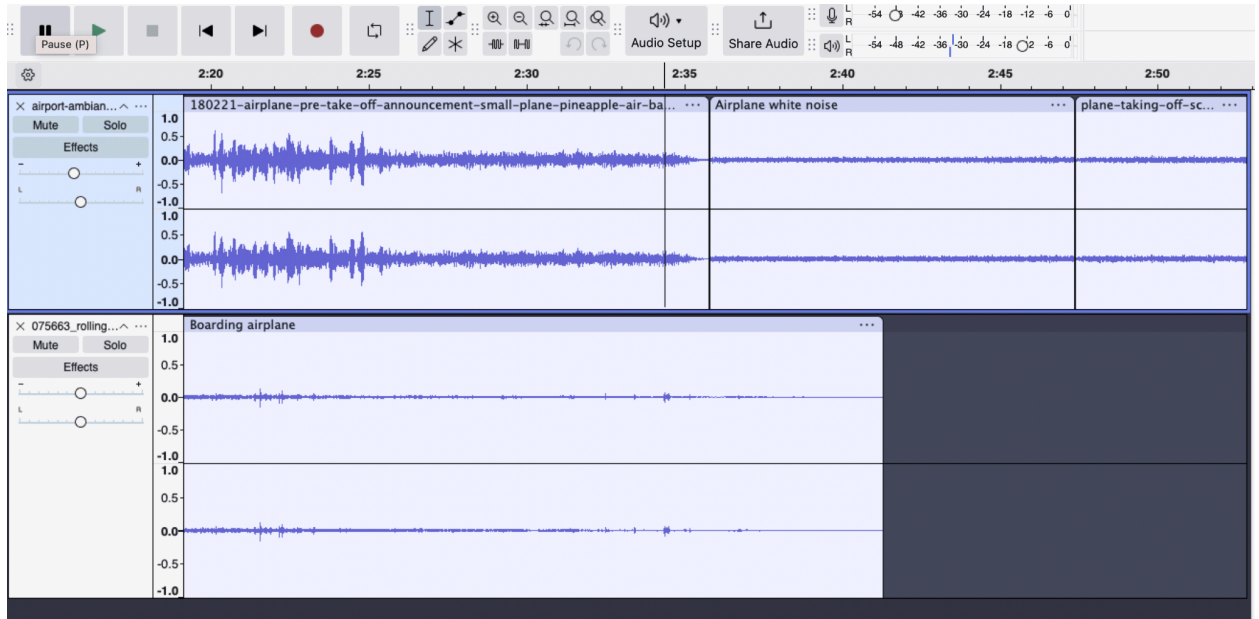 L R -54 -42 -36 -30 -24 -18 -12 -6 0
Pause (P)
Audio Setup
Share Audio
L R -54 -48 -42 -36 -30 -24 -18 2 -6 0
2:20 2:25 2:30 2:35 2:40 2:45 2:50
× airport-ambian... ...
Mute Solo
Effects
- +
L R
180221-airplane-pre-take-off-announcement-small-plane-pineapple-air-ba... ...
Airplane white noise ...
plane-taking-off-sc... ...
1.0
0.5
0.0
-0.5
-1.0
1.0
0.5
0.0
-0.5
-1.0
× 075663_rolling... ...
Mute Solo
Effects
- +
L R
Boarding airplane ...
1.0
0.5
0.0
-0.5
-1.0
1.0
0.5
0.0
-0.5
-1.0